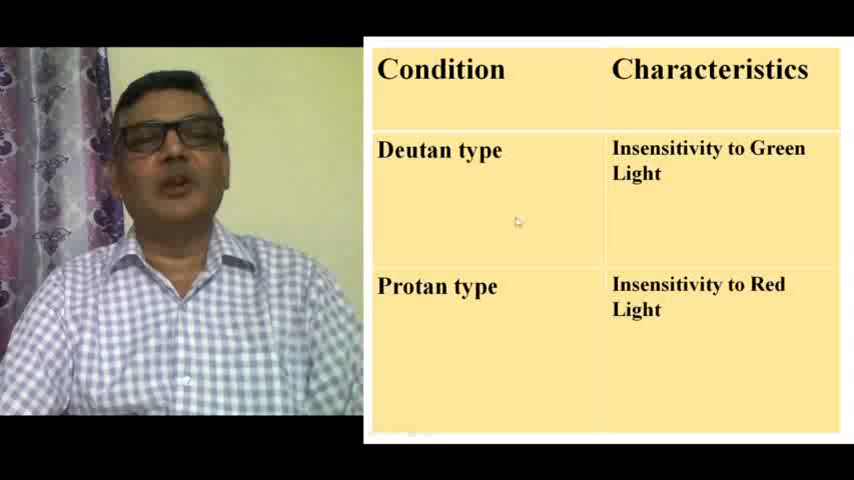 Condition
Characteristics
Deutan type
Insensitivity to Green
Light
Protan type
Insensitivity to Red
Light